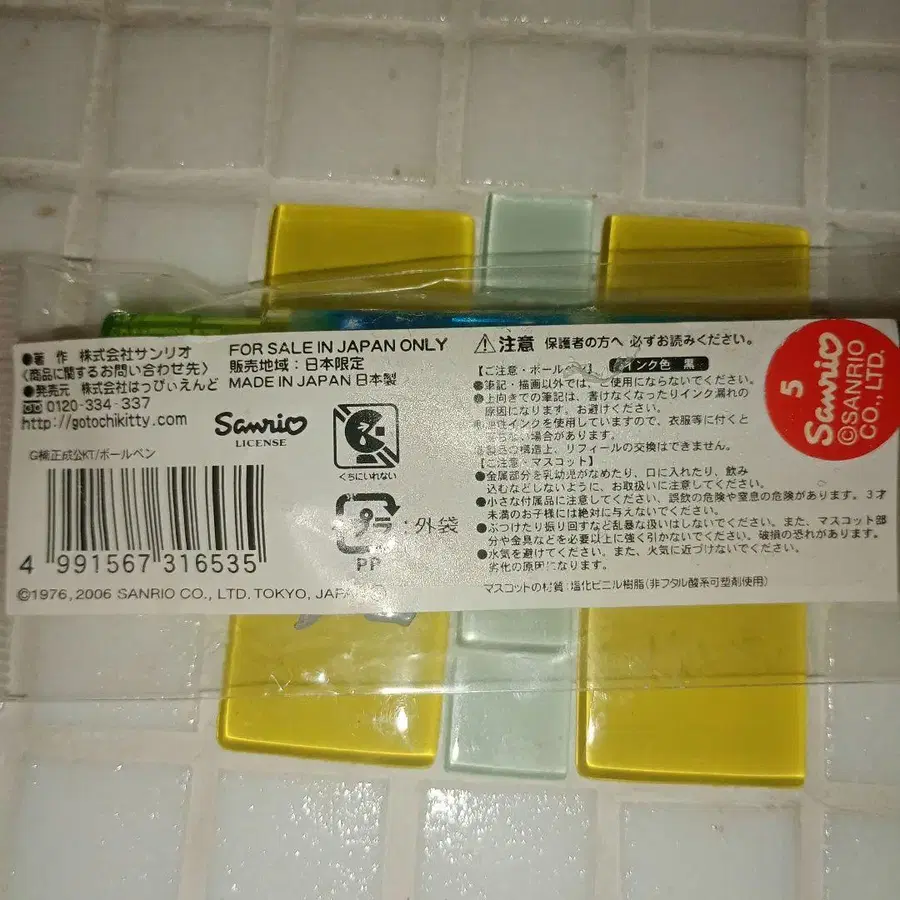 ●著 作 株式会社サンリオ
〈商品に関するお問い合わせ先〉
●発売元 株式会社はっぴぃえんど
0120-334-337
http://gotochikitty.com
G楠正成公KT/ボールペン
4 991567 316535
©1976, 2006 SANRIO CO., LTD. TOKYO, JAPAN
FOR SALE IN JAPAN ONLY
販売地域：日本限定
MADE IN JAPAN 日本製
Sanrio
LICENSE
くちにいれない
プラ
：外袋
PP
注意 保護者の方へ 必ずお読みください。
【ご注意・ボールペン】 インク色 黒
●筆記・描画以外では、ご使用にならないでください。
●上向きでの筆記は、書けなくなったりインク漏れの
原因になります。お避けください。
性インクを使用していますので、衣服等に付くと
ない場合があります。
製品の構造上、リフィールの交換はできません。
【ご注意・マスコット】
●金属部分を乳幼児がなめたり、口に入れたり、飲み
込むなどしないように、お取扱いに注意してください。
●小さな付属品に注意してください。誤飲の危険や窒息の危険があります。3才
未満のお子様には絶対に与えないでください。
●ぶつけたり振り回すなど乱暴な扱いはしないでください。また、マスコット部
分や金具などを必要以上に強く引かないでください。破損の恐れがあります。
●水気を避けてください。また、火気に近づけないでください。
劣化の原因になります。
マスコットの材質：塩化ビニル樹脂（非フタル酸系可塑剤使用）
5
Sanrio
©SANRIO
CO., LTD.